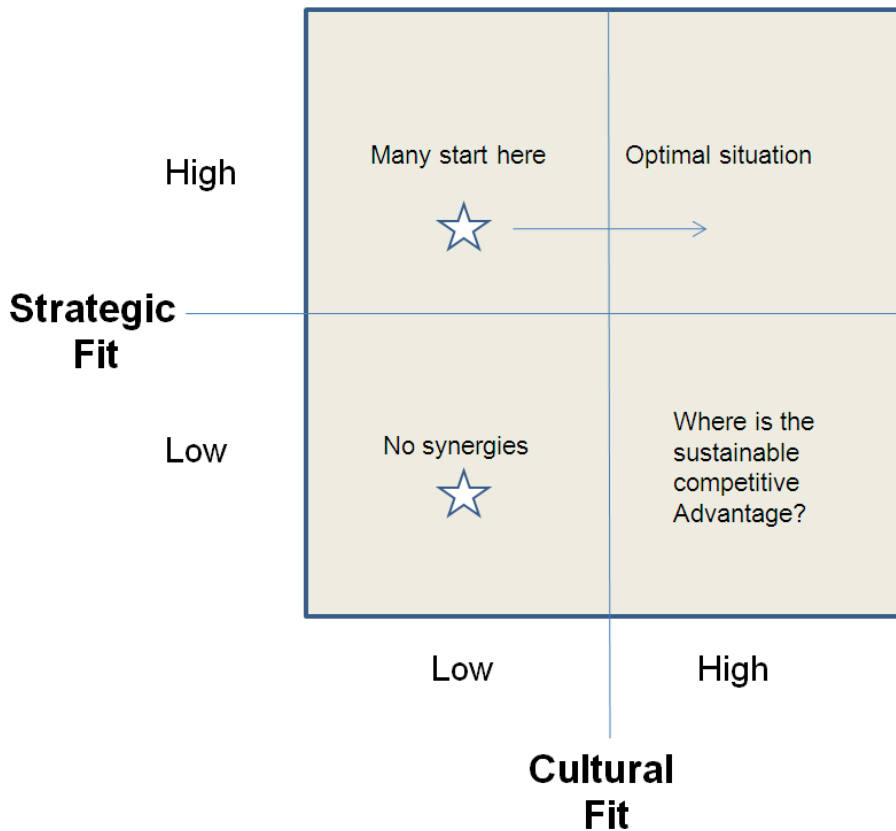 Many start here
Optimal situation
High
Strategic
Fit
Low
No synergies
Where is the
sustainable
competitive
Advantage?
Low
High
Cultural
Fit